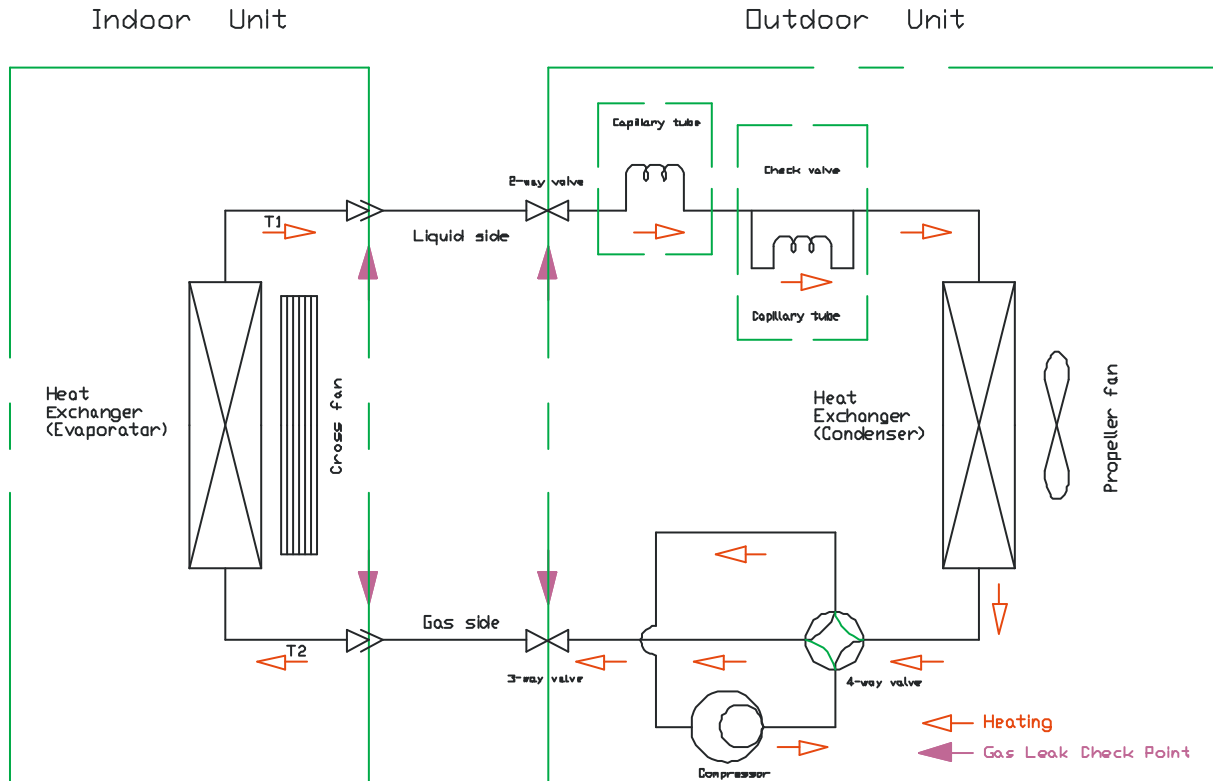 Indoor Unit
Outdoor Unit
Capillary tube
Check valve
2-way valve
T1
Liquid side
Capillary tube
Heat
Exchanger
(Evaporator)
Cross fan
Heat
Exchanger
(Condenser)
Propeller fan
Gas side
T2
3-way valve
4-way valve
Compressor
Heating
Gas Leak Check Point